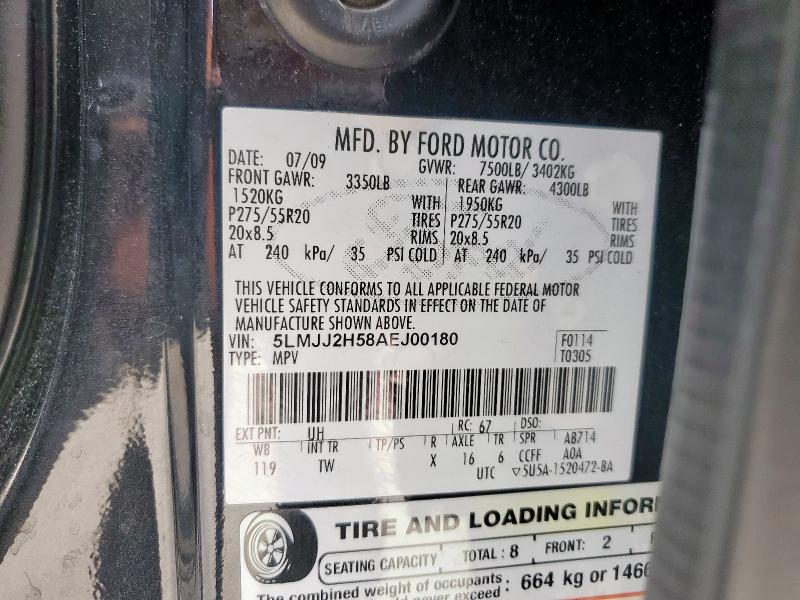 MFD. BY FORD MOTOR CO.
DATE: 07/09 GVWR: 7500LB/ 3402KG
FRONT GAWR: 3350LB REAR GAWR: 4300LB
1520KG WITH 1950KG WITH
P275/55R20 TIRES P275/55R20 TIRES
20x8.5 RIMS 20x8.5 RIMS
AT 240 kPa/ 35 PSI COLD AT 240 kPa/ 35 PSI COLD
THIS VEHICLE CONFORMS TO ALL APPLICABLE FEDERAL MOTOR
VEHICLE SAFETY STANDARDS IN EFFECT ON THE DATE OF
MANUFACTURE SHOWN ABOVE.
VIN: 5LMJJ2H58AEJ00180 F0114
TYPE: MPV T0305
EXT PNT: UH RC: 67 DSO:
WB INT TR TP/PS R AXLE TR SPR AB714
119 TW X 16 6 CCFF AOA
UTC ▽5U5A-1520472-BA
TIRE AND LOADING INFOR
SEATING CAPACITY TOTAL: 8 FRONT: 2
The combined weight of occupants : 664 kg or 1466
never exceed :